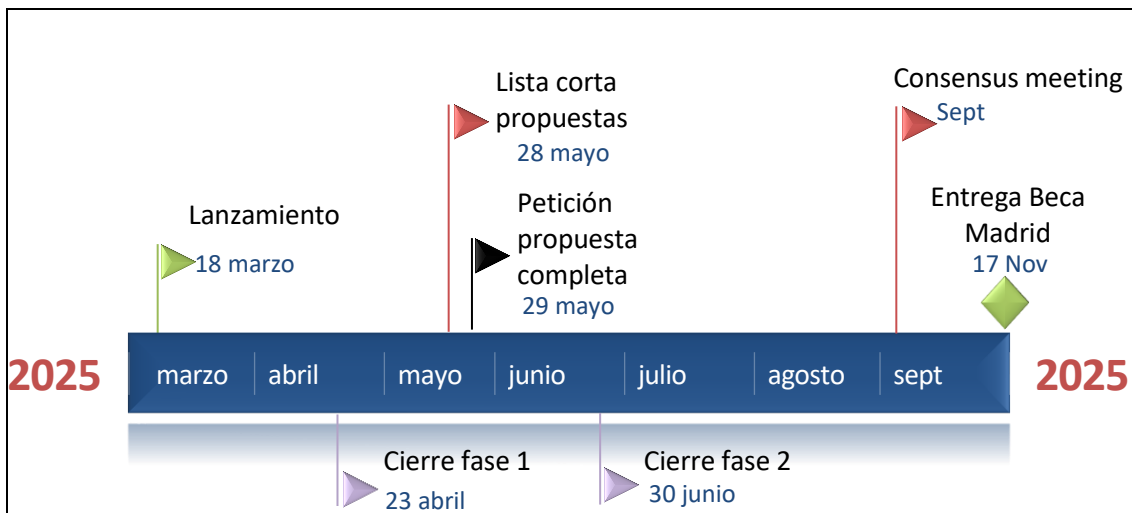 Lista corta
propuestas
28 mayo
Consensus meeting
Sept
Lanzamiento
18 marzo
Petición
propuesta
completa
29 mayo
Entrega Beca
Madrid
17 Nov
2025
marzo
abril
mayo
junio
julio
agosto
sept
2025
Cierre fase 1
23 abril
Cierre fase 2
30 junio